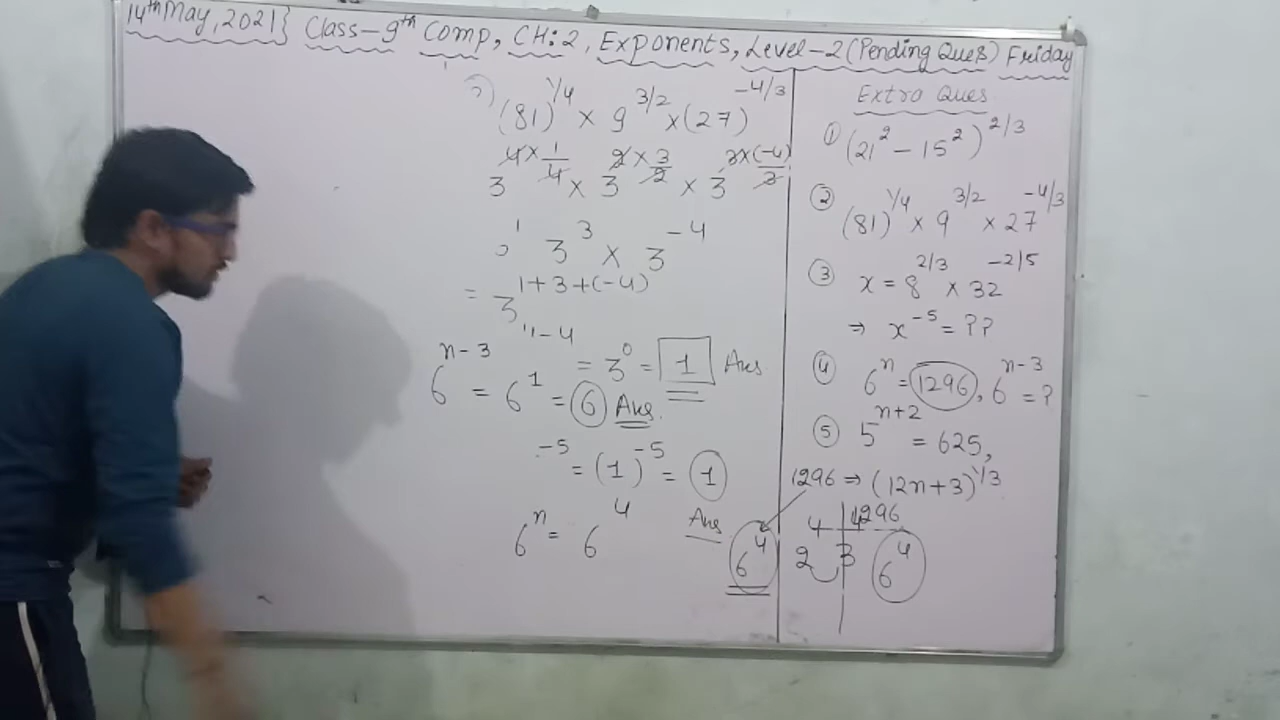 14th May, 2021} Class-9th Comp, CH:2, Exponents, Level-2 (Pending Ques) Friday
(81)^1/4 × 9^3/2 × (27)^-4/3
3^4×1/4 × 3^2×3/2 × 3^3×(-4)/3
3^3 × 3^-4
= 3^1+3+(-4)
= 3^0 = 1 Ans
6^n-3 = 6^1 = 6 Ans.
-5 = (1)^-5 = 1
Ans
6^n = 6^4
6^4
Extra Ques
① (21^2 - 15^2)^2/3
② (81)^1/4 × 9^3/2 × 27^-4/3
③ x = 8^2/3 × 32^-2/5
⇒ x^-5 = ??
④ 6^n = 1296, 6^n-3 = ?
⑤ 5^n+2 = 625,
1296 ⇒ (12n+3)^1/3
4 | 1296
2 3 6^4